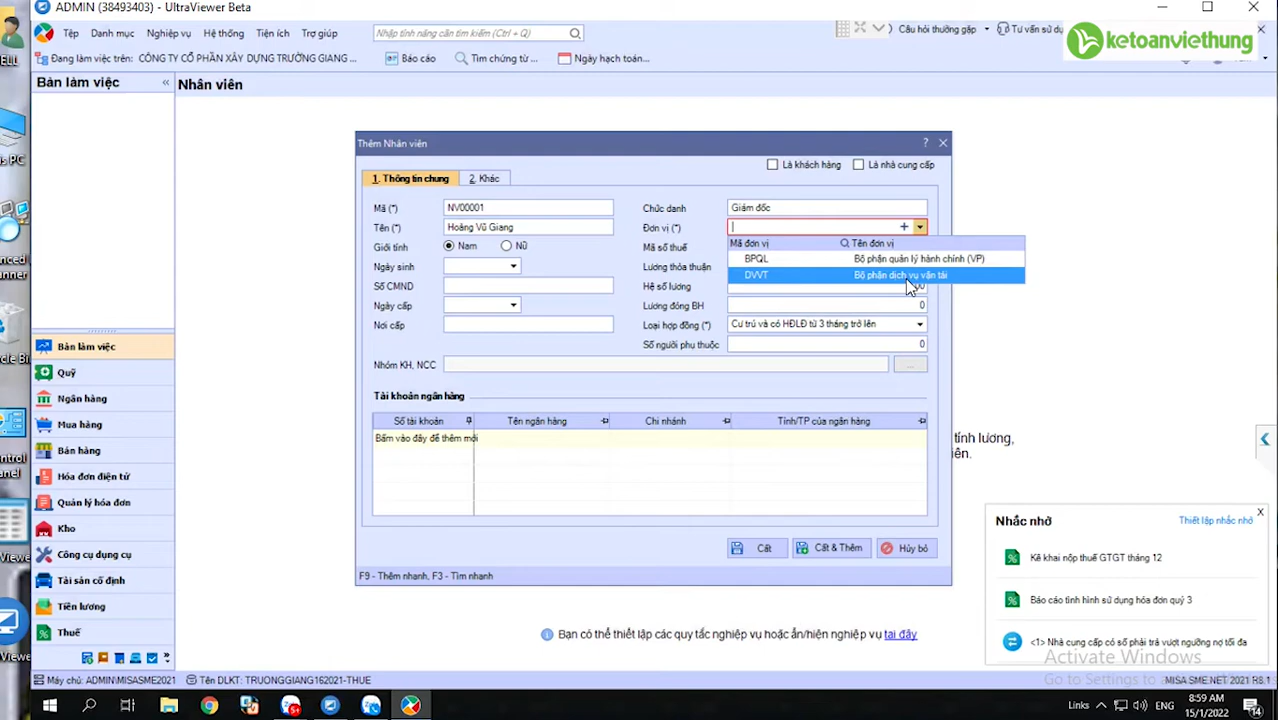 ADMIN (38493403) - UltraViewer Beta
Tệp Danh mục Nghiệp vụ Hệ thống Tiện ích Trợ giúp
Nhập tính năng cần tìm kiếm (Ctrl + Q)
Câu hỏi thường gặp
Tư vấn sử dụ
ketoanviethung
Đang làm việc trên: CÔNG TY CỔ PHẦN XÂY DỰNG TRƯỜNG GIANG ...
Báo cáo
Tìm chứng từ ...
Ngày hạch toán...
Bàn làm việc
«
Nhân viên
Thêm Nhân viên
Là khách hàng
Là nhà cung cấp
1. Thông tin chung
2. Khác
Mã (*) NV00001
Chức danh Giám đốc
Tên (*) Hoàng Vũ Giang
Đơn vị (*)
Giới tính Nam Nữ
Mã số thuế
Mã đơn vị Tên đơn vị
BPQL Bộ phận quản lý hành chính (VP)
DVVT Bộ phận dịch vụ vận tải
Ngày sinh
Lương thỏa thuận
Số CMND
Hệ số lương
Ngày cấp
Lương đóng BH 0
Nơi cấp
Loại hợp đồng (*) Cư trú và có HĐLĐ từ 3 tháng trở lên
Số người phụ thuộc 0
Nhóm KH, NCC
...
Tài khoản ngân hàng
Số tài khoản Tên ngân hàng Chi nhánh Tỉnh/TP của ngân hàng
Bấm vào đây để thêm mới
Cất
Cất & Thêm
Hủy bỏ
F9 - Thêm nhanh, F3 - Tìm nhanh
Bàn làm việc
Quỹ
Ngân hàng
Mua hàng
Bán hàng
Hóa đơn điện tử
Quản lý hóa đơn
Kho
Công cụ dụng cụ
Tài sản cố định
Tiền lương
Thuế
tính lương,
iên.
Nhắc nhở
Thiết lập nhắc nhở
X
Kê khai nộp thuế GTGT tháng 12
Báo cáo tình hình sử dụng hóa đơn quý 3
<1> Nhà cung cấp có số phải trả vượt ngưỡng nợ tối đa
Bạn có thể thiết lập các quy tắc nghiệp vụ hoặc ẩn/hiện nghiệp vụ tại đây
Activate Windows
Go to Settings to a
Máy chủ: ADMIN\MISASME2021
Tên DLKT: TRUONGGIANG162021-THUE
MISA SME.NET 2021 R8.1
ELL
s PC
cle Bi
ontrol
anel
Viewer
Viewe
Links
ENG
8:59 AM
15/1/2022
14